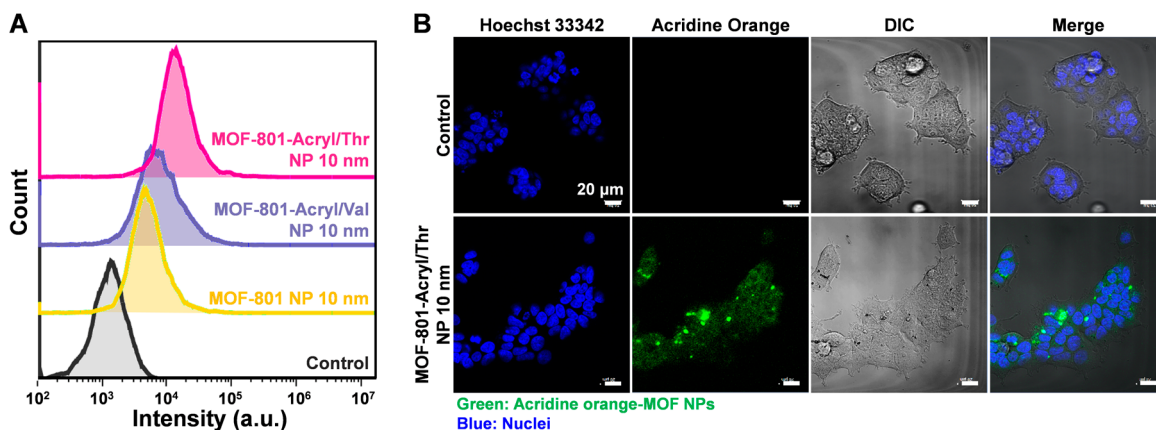 A
Count
MOF-801-Acryl/Thr
NP 10 nm
MOF-801-Acryl/Val
NP 10 nm
MOF-801 NP 10 nm
Control
10² 10³ 10⁴ 10⁵ 10⁶ 10⁷
Intensity (a.u.)
B
Hoechst 33342 Acridine Orange DIC Merge
Control
20 µm
MOF-801-Acryl/Thr
NP 10 nm
Green: Acridine orange-MOF NPs
Blue: Nuclei